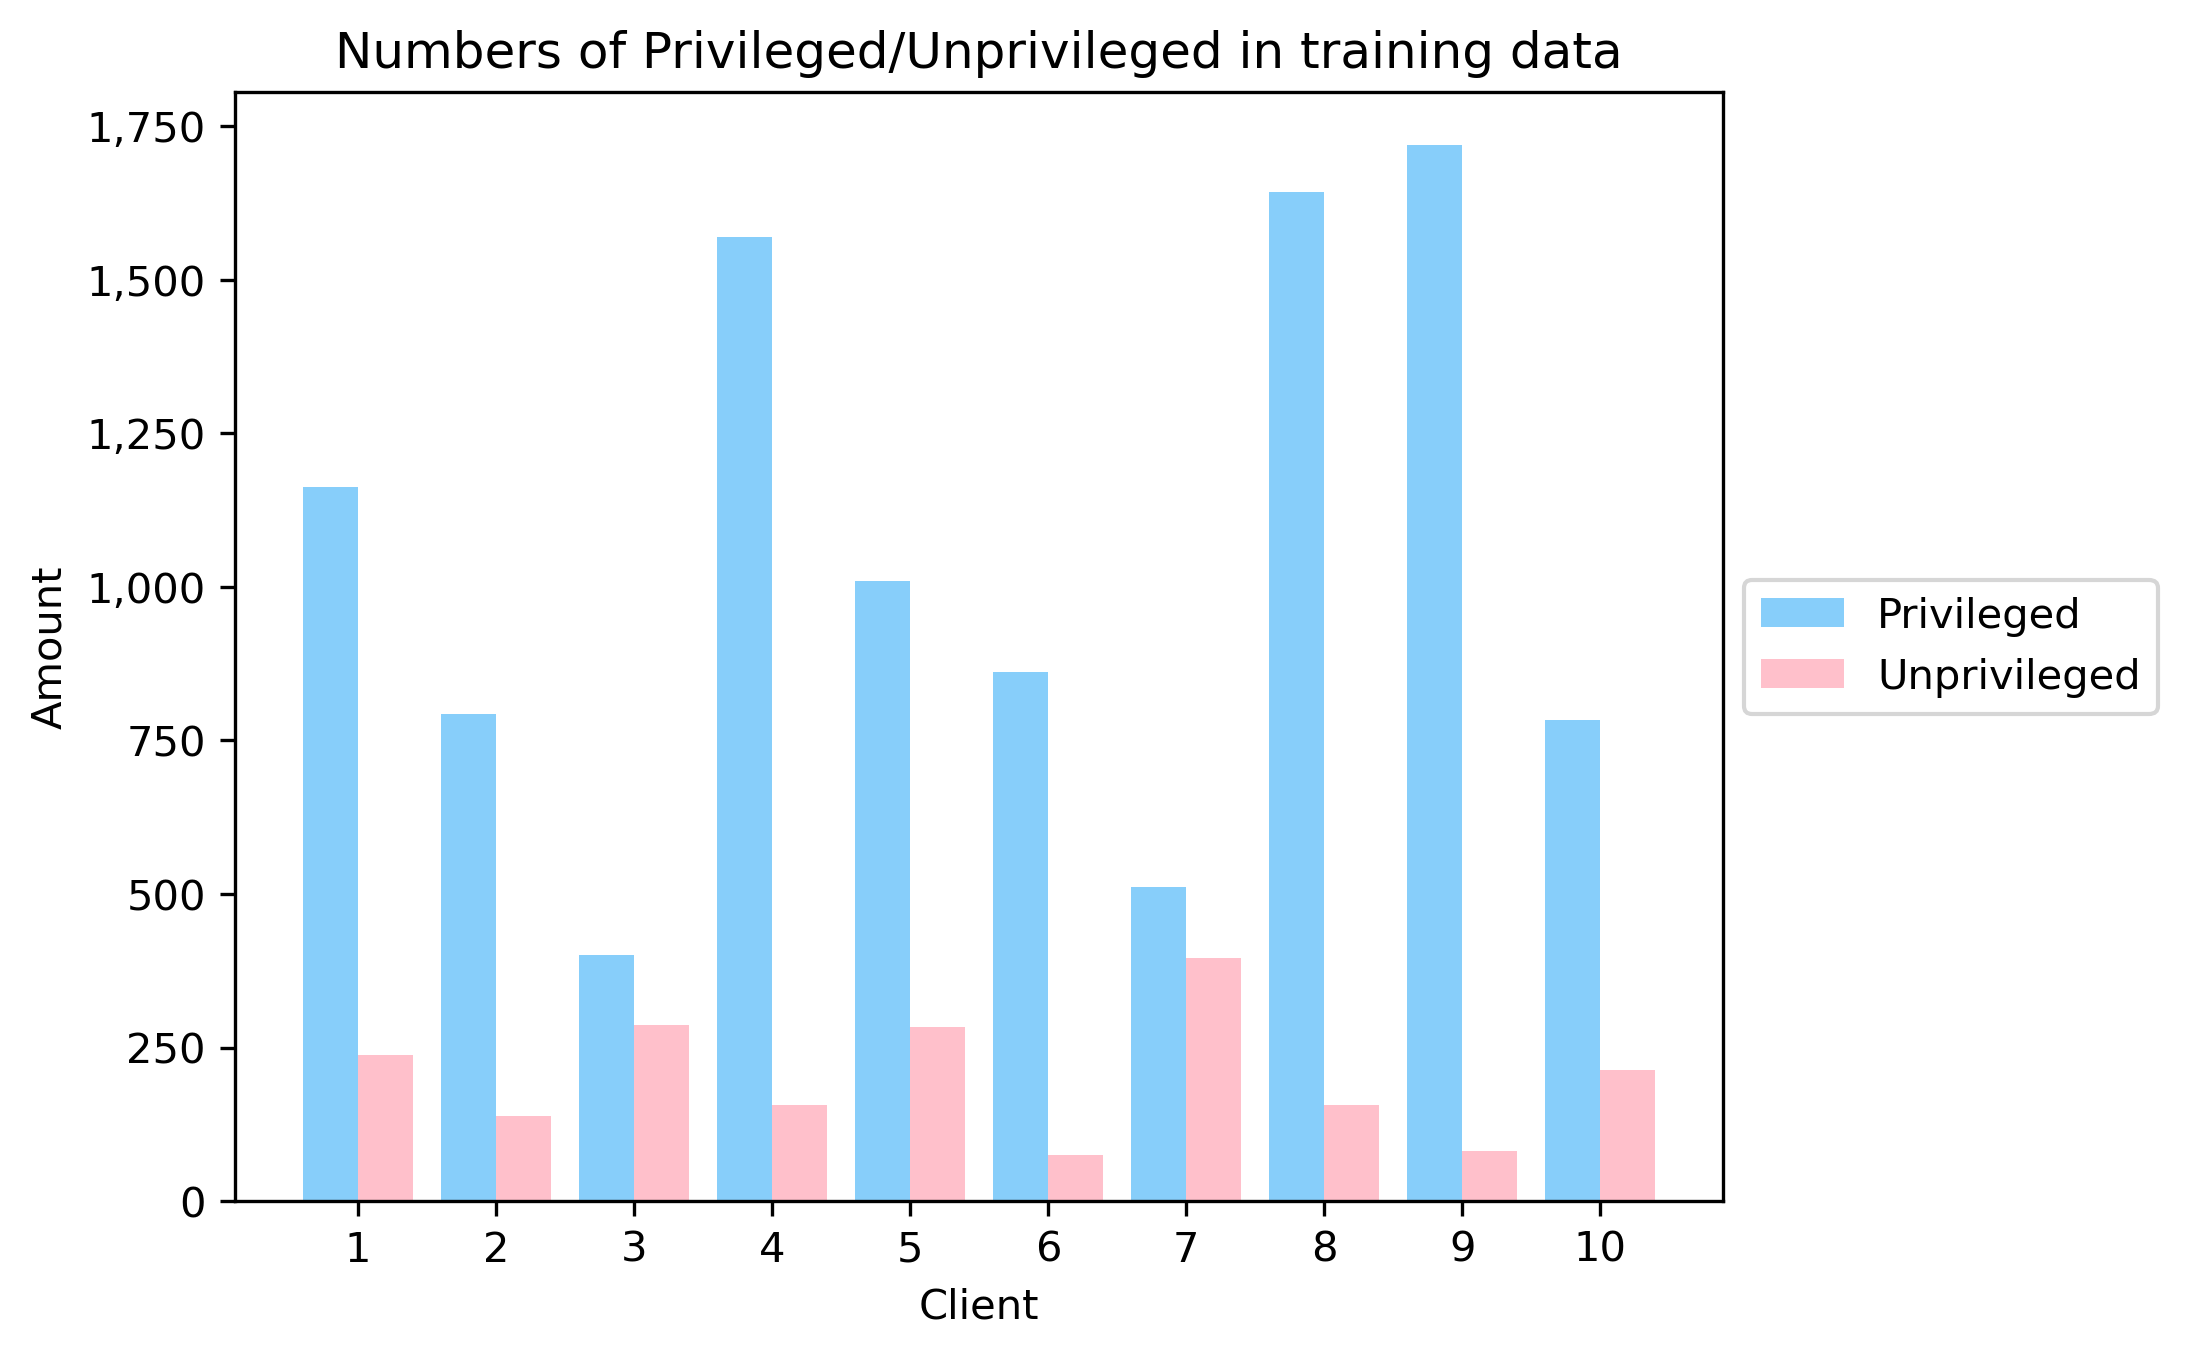 Numbers of Privileged/Unprivileged in training data
1,750
1,500
1,250
1,000
750
500
250
0
Amount
1 2 3 4 5 6 7 8 9 10
Client
Privileged
Unprivileged